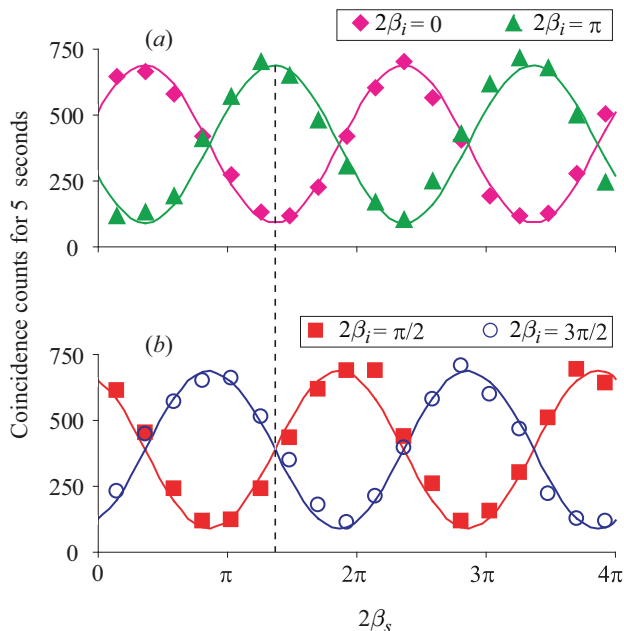 (a)
2βᵢ = 0
2βᵢ = π
750
500
250
0
Coincidence counts for 5 seconds
(b)
2βᵢ = π/2
2βᵢ = 3π/2
750
500
250
0
0
π
2π
3π
4π
2βₛ